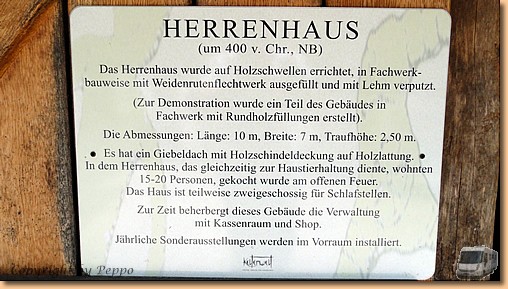 HERRENHAUS
(um 400 v. Chr., NB)
Das Herrenhaus wurde auf Holzschwellen errichtet, in Fachwerk-
bauweise mit Weidenrutenflechtwerk ausgefüllt und mit Lehm verputzt.
(Zur Demonstration wurde ein Teil des Gebäudes in
Fachwerk mit Rundholzfüllungen erstellt).
Die Abmessungen: Länge: 10 m, Breite: 7 m, Traufhöhe: 2,50 m.
• Es hat ein Giebeldach mit Holzschindeldeckung auf Holzlattung. •
In dem Herrenhaus, das gleichzeitig zur Haustierhaltung diente, wohnten
15-20 Personen, gekocht wurde am offenen Feuer.
Das Haus ist teilweise zweigeschossig für Schlafstellen.
Zur Zeit beherbergt dieses Gebäude die Verwaltung
mit Kassenraum und Shop.
Jährliche Sonderausstellungen werden im Vorraum installiert.
Copyright by Peppo